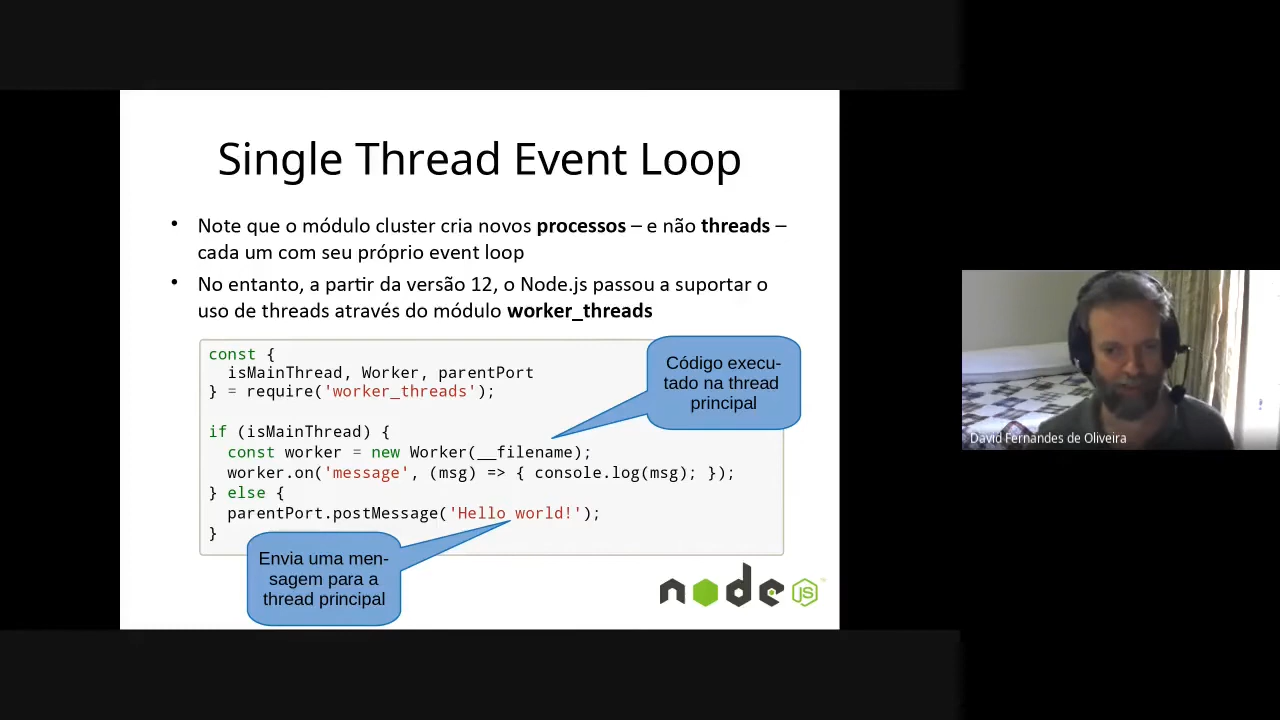 Single Thread Event Loop
• Note que o módulo cluster cria novos processos – e não threads –
cada um com seu próprio event loop
• No entanto, a partir da versão 12, o Node.js passou a suportar o
uso de threads através do módulo worker_threads
const {
  isMainThread, Worker, parentPort
} = require('worker_threads');
if (isMainThread) {
  const worker = new Worker(__filename);
  worker.on('message', (msg) => { console.log(msg); });
} else {
  parentPort.postMessage('Hello world!');
}
Código execu-
tado na thread
principal
Envia uma men-
sagem para a
thread principal
node JS™
David Fernandes de Oliveira